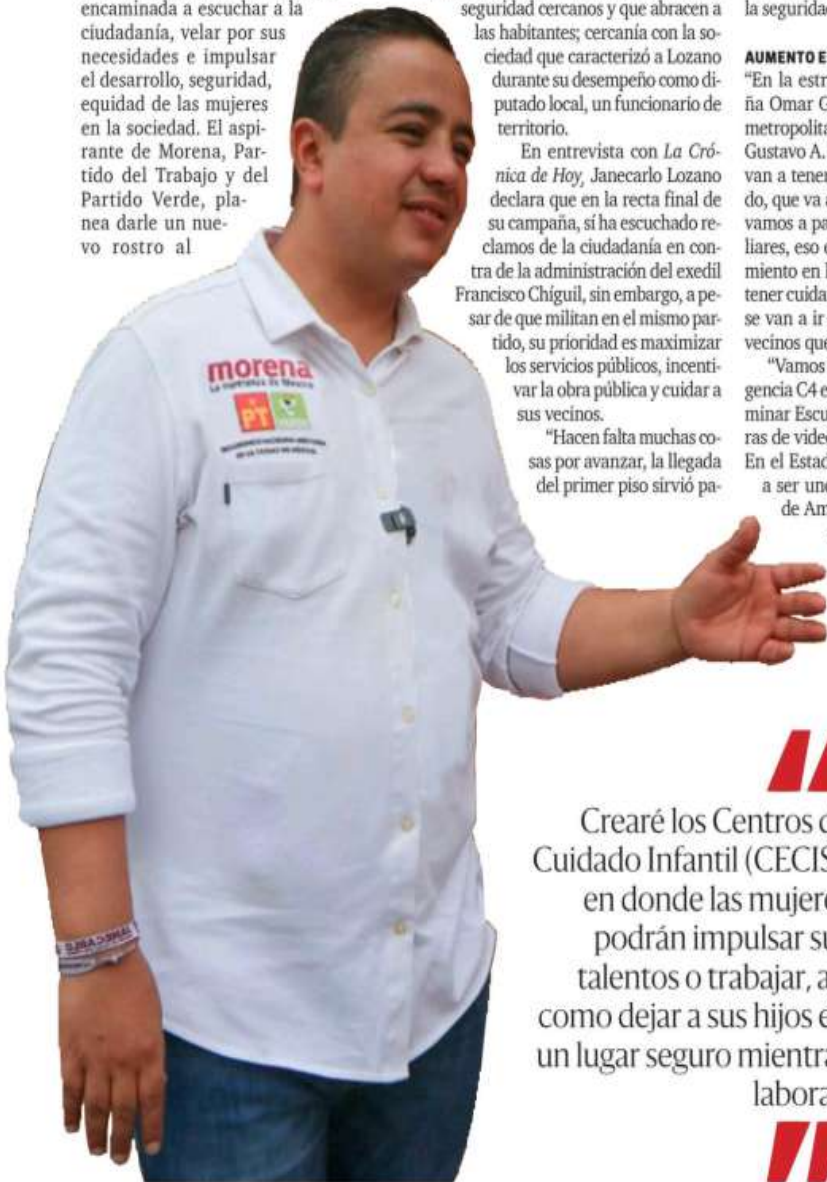 encaminada a escuchar a la
ciudadanía, velar por sus
necesidades e impulsar
el desarrollo, seguridad,
equidad de las mujeres
en la sociedad. El aspi-
rante de Morena, Par-
tido del Trabajo y del
Partido Verde, pla-
nea darle un nue-
vo rostro al
seguridad cercanos y que abracen a
las habitantes; cercanía con la so-
ciedad que caracterizó a Lozano
durante su desempeño como di-
putado local, un funcionario de
territorio.
En entrevista con La Cró-
nica de Hoy, Janecarlo Lozano
declara que en la recta final de
su campaña, sí ha escuchado re-
clamos de la ciudadanía en con-
tra de la administración del exedil
Francisco Chíguil, sin embargo, a pe-
sar de que militan en el mismo par-
tido, su prioridad es maximizar
los servicios públicos, incenti-
var la obra pública y cuidar a
sus vecinos.
"Hacen falta muchas co-
sas por avanzar, la llegada
del primer piso sirvió pa-
la segurida
AUMENTO E
"En la estr
ña Omar G
metropolita
Gustavo A.
van a tener
do, que va a
vamos a pa
liares, eso
miento en l
tener cuida
se van a ir
vecinos que
"Vamos
gencia C4 e
minar Escu
ras de vide
En el Estad
a ser un
de Am
morena
La esperanza de México
PT
VERDE
Crearé los Centros
Cuidado Infantil (CECIS
en donde las mujer
podrán impulsar su
talentos o trabajar, a
como dejar a sus hijos e
un lugar seguro mientra
labora